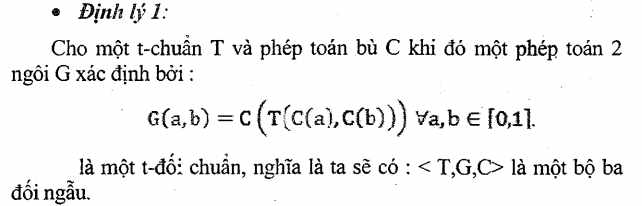 • Định lý 1:
Cho một t-chuẩn T và phép toán bù C khi đó một phép toán 2
ngôi G xác định bởi :
G(a,b) = C(T(C(a),C(b))) ∀a,b ∈ [0,1].
là một t-đối chuẩn, nghĩa là ta sẽ có : < T,G,C> là một bộ ba
đối ngẫu.